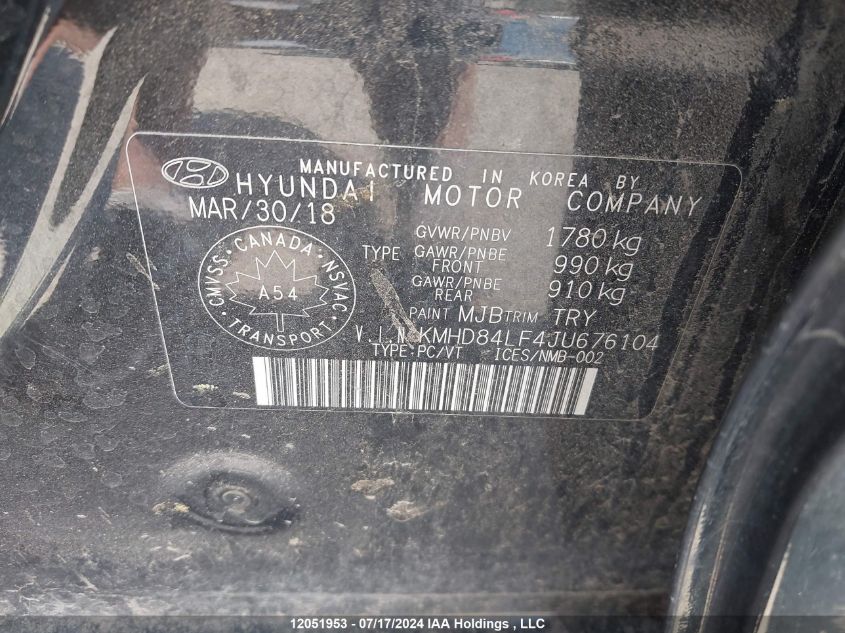 MANUFACTURED IN KOREA BY
HYUNDAI MOTOR COMPANY
MAR/30/18
GVWR/PNBV 1780 kg
TYPE GAWR/PNBE FRONT 990 kg
GAWR/PNBE REAR 910 kg
CMVSS · CANADA · NSVAC
A54
· TRANSPORT ·
PAINT MJB TRIM TRY
V.I.N. KMHD84LF4JU676104
TYPE:PC/VT ICES/NMB-002
12051953 - 07/17/2024 IAA Holdings , LLC